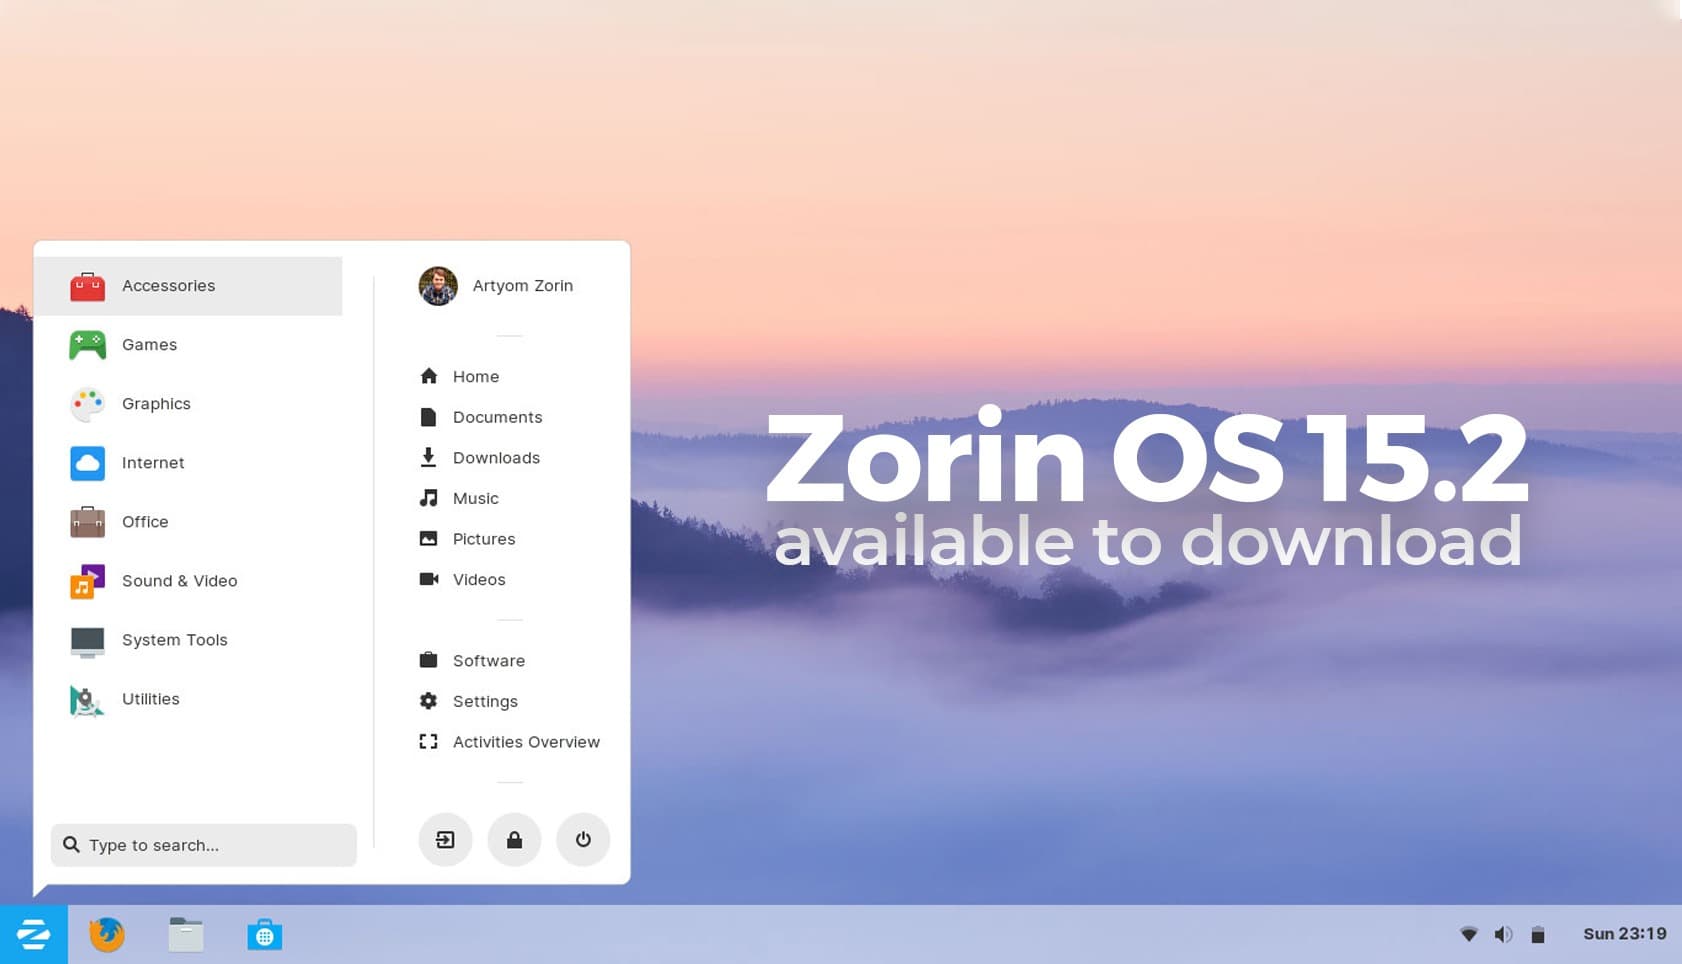 Accessories
Games
Graphics
Internet
Office
Sound & Video
System Tools
Utilities
Type to search...
Artyom Zorin
Home
Documents
Downloads
Music
Pictures
Videos
Software
Settings
Activities Overview
Zorin OS 15.2
available to download
Sun 23:19